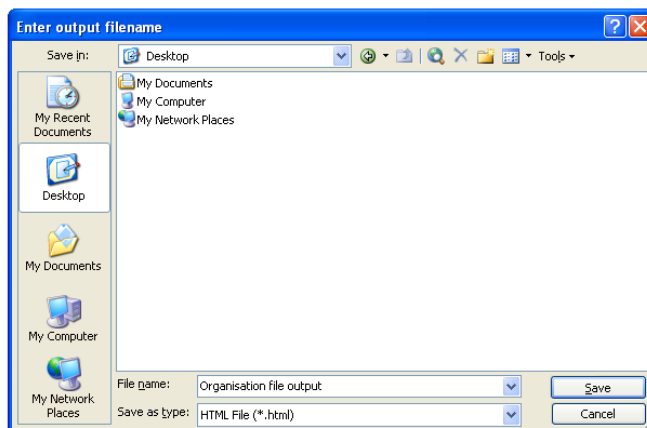 Enter output filename
Save in:
Desktop
Tools
My Documents
My Computer
My Network Places
My Recent
Documents
Desktop
My Documents
My Computer
My Network
Places
File name:
Organisation file output
Save
Save as type:
HTML File (*.html)
Cancel